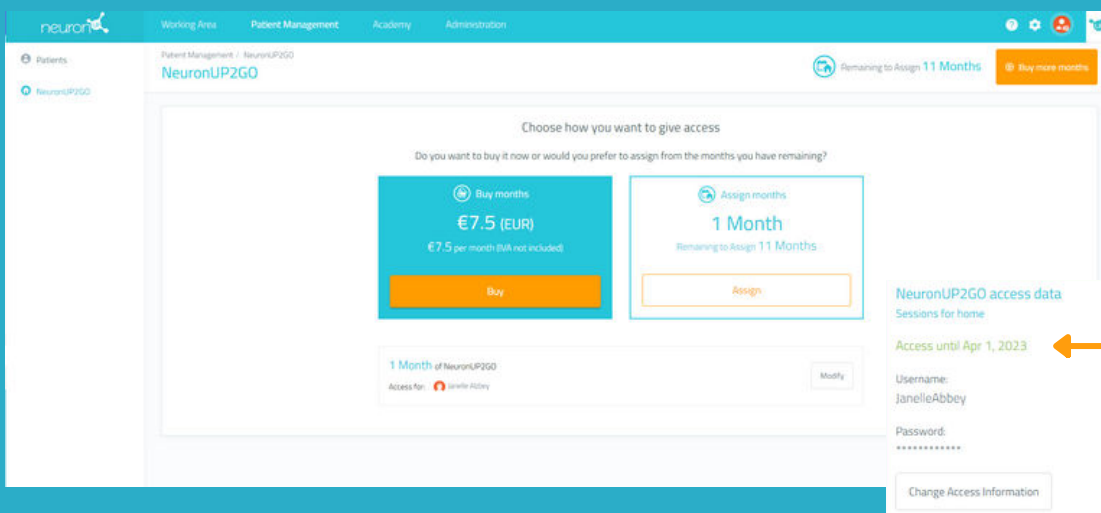 neuron
Working Area
Patient Management
Academy
Administration
Patients
NeuronUP2GO
Patient Management / NeuronUP2GO
NeuronUP2GO
Remaining to Assign 11 Months
Buy more months
Choose how you want to give access
Do you want to buy it now or would you prefer to assign from the months you have remaining?
Buy months
€7.5 (EUR)
€7.5 per month (IVA not included)
Buy
Assign months
1 Month
Remaining to Assign 11 Months
Assign
1 Month of NeuronUP2GO
Access for: Janelle Abbey
Modify
NeuronUP2GO access data
Sessions for home
Access until Apr 1, 2023
Username:
JanelleAbbey
Password:
************
Change Access Information